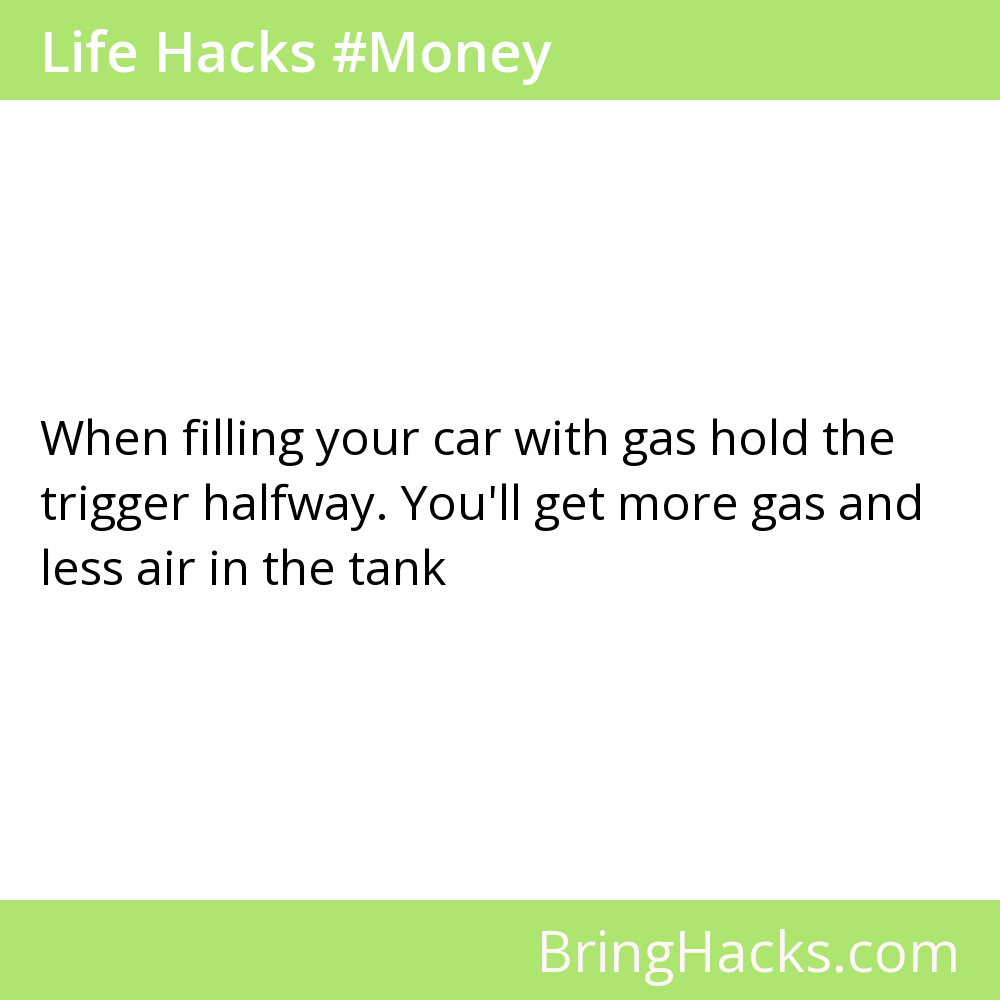 Life Hacks #Money
When filling your car with gas hold the
trigger halfway. You'll get more gas and
less air in the tank
BringHacks.com